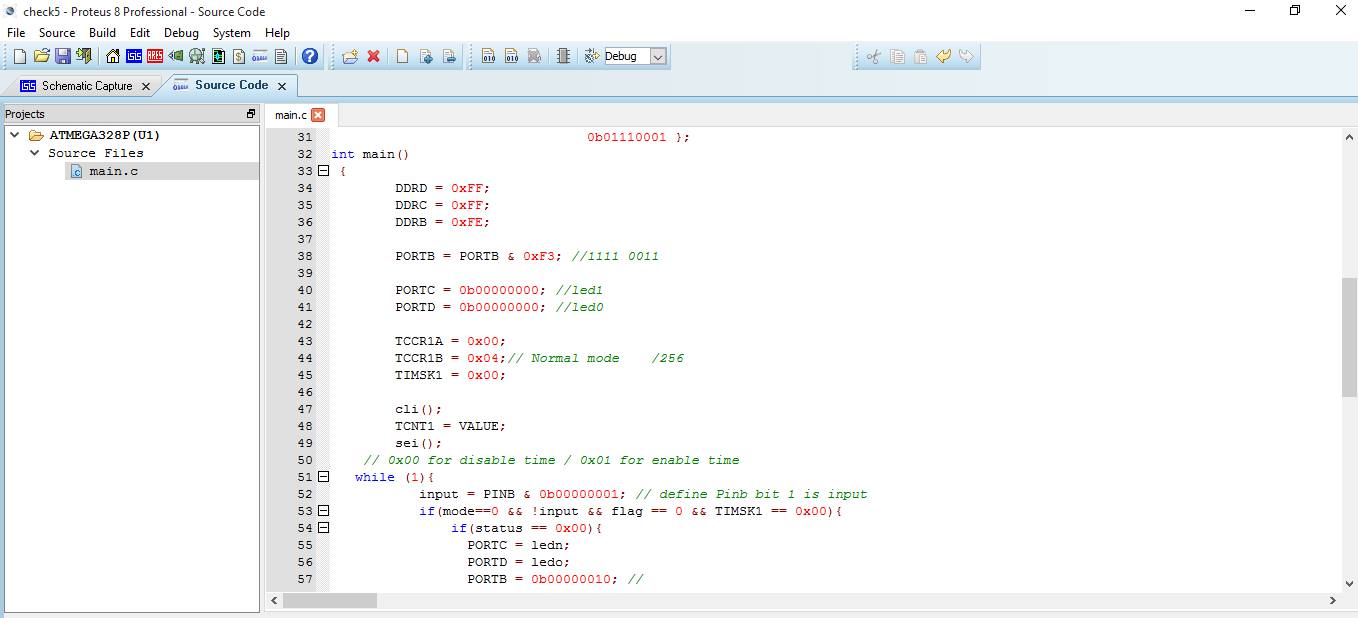 check5 - Proteus 8 Professional - Source Code
File Source Build Edit Debug System Help
Debug
Schematic Capture Source Code
Projects
ATMEGA328P(U1)
Source Files
main.c
main.c
31 0b01110001 };
32 int main()
33 {
34 DDRD = 0xFF;
35 DDRC = 0xFF;
36 DDRB = 0xFE;
37
38 PORTB = PORTB & 0xF3; //1111 0011
39
40 PORTC = 0b00000000; //led1
41 PORTD = 0b00000000; //led0
42
43 TCCR1A = 0x00;
44 TCCR1B = 0x04;// Normal mode /256
45 TIMSK1 = 0x00;
46
47 cli();
48 TCNT1 = VALUE;
49 sei();
50 // 0x00 for disable time / 0x01 for enable time
51 while (1){
52 input = PINB & 0b00000001; // define Pinb bit 1 is input
53 if(mode==0 && !input && flag == 0 && TIMSK1 == 0x00){
54 if(status == 0x00){
55 PORTC = ledn;
56 PORTD = ledo;
57 PORTB = 0b00000010; //